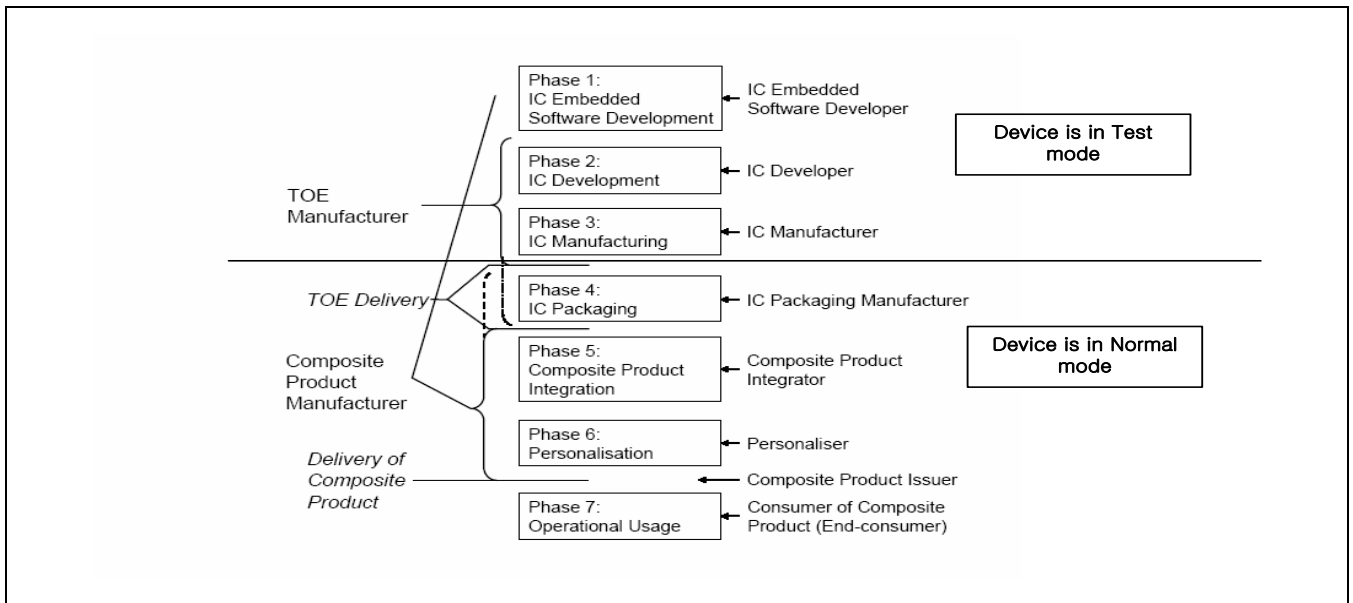 Phase 1:
IC Embedded
Software Development
IC Embedded
Software Developer
Device is in Test
mode
Phase 2:
IC Development
IC Developer
TOE
Manufacturer
Phase 3:
IC Manufacturing
IC Manufacturer
TOE Delivery
Phase 4:
IC Packaging
IC Packaging Manufacturer
Device is in Normal
mode
Composite
Product
Manufacturer
Phase 5:
Composite Product
Integration
Composite Product
Integrator
Phase 6:
Personalisation
Personaliser
Delivery of
Composite
Product
Composite Product Issuer
Phase 7:
Operational Usage
Consumer of Composite
Product (End-consumer)